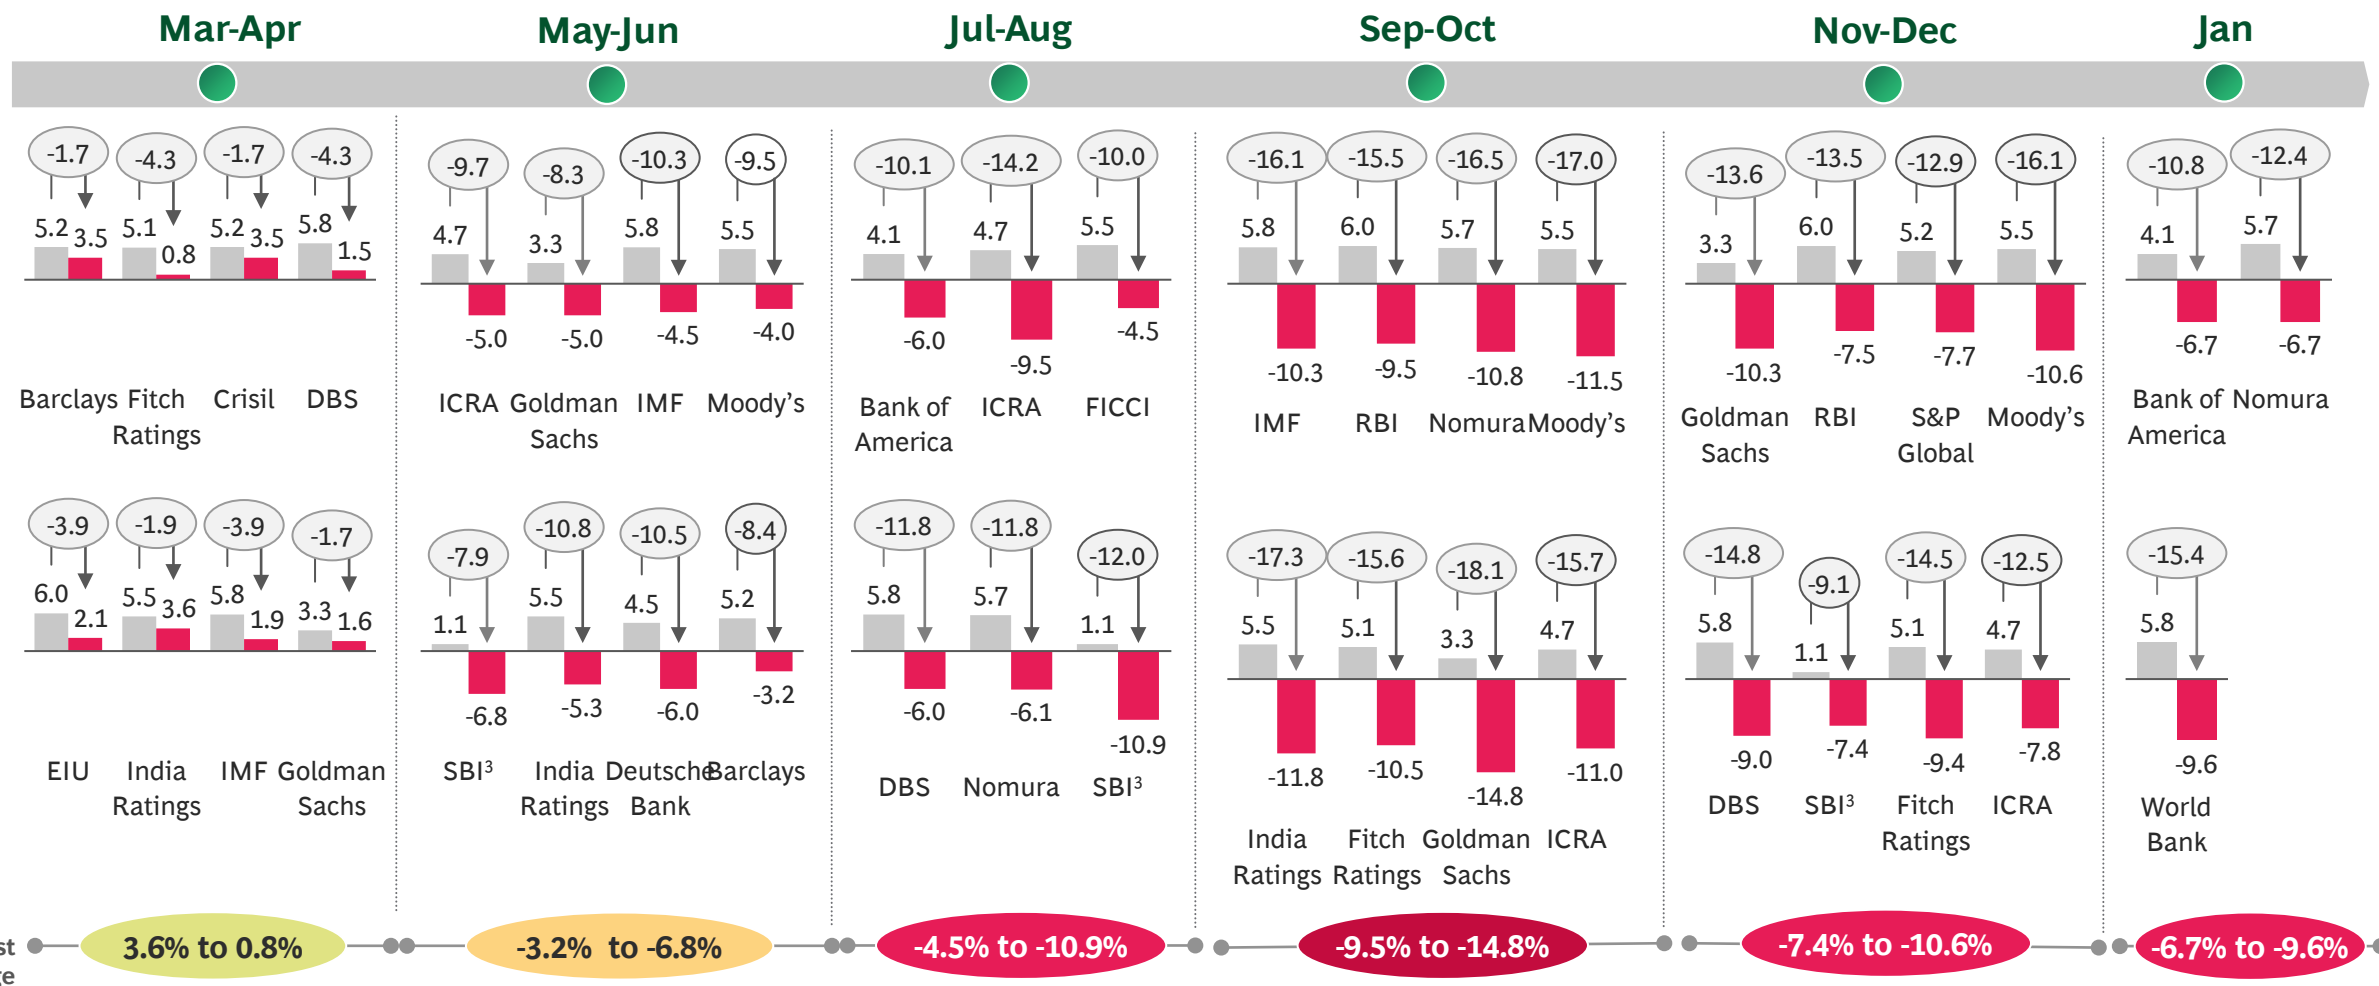 Mar-Apr
May-Jun
Jul-Aug
Sep-Oct
Nov-Dec
Jan
-1.7 -4.3 -1.7 -4.3
5.2 3.5 5.1 0.8 5.2 3.5 5.8 1.5
Barclays Fitch Crisil DBS
Ratings
-3.9 -1.9 -3.9 -1.7
6.0 2.1 5.5 3.6 5.8 1.9 3.3 1.6
EIU India IMF Goldman
Ratings Sachs
-9.7 -8.3 -10.3 -9.5
4.7 3.3 5.8 5.5
-5.0 -5.0 -4.5 -4.0
ICRA Goldman IMF Moody's
Sachs
-7.9 -10.8 -10.5 -8.4
1.1 5.5 4.5 5.2
-6.8 -5.3 -6.0 -3.2
SBI³ India Deutsche Barclays
Ratings Bank
-10.1 -14.2 -10.0
4.1 4.7 5.5
-6.0 -9.5 -4.5
Bank of ICRA FICCI
America
-11.8 -11.8 -12.0
5.8 5.7 1.1
-6.0 -6.1 -10.9
DBS Nomura SBI³
-16.1 -15.5 -16.5 -17.0
5.8 6.0 5.7 5.5
-10.3 -9.5 -10.8 -11.5
IMF RBI Nomura Moody's
-17.3 -15.6 -18.1 -15.7
5.5 5.1 3.3 4.7
-11.8 -10.5 -14.8 -11.0
India Fitch Goldman ICRA
Ratings Ratings Sachs
-13.6 -13.5 -12.9 -16.1
3.3 6.0 5.2 5.5
-10.3 -7.5 -7.7 -10.6
Goldman RBI S&P Moody's
Sachs Global
-14.8 -9.1 -14.5 -12.5
5.8 1.1 5.1 4.7
-9.0 -7.4 -9.4 -7.8
DBS SBI³ Fitch ICRA
Ratings
-10.8 -12.4
4.1 5.7
-6.7 -6.7
Bank of Nomura
America
-15.4
5.8
-9.6
World
Bank
st
ge
3.6% to 0.8%
-3.2% to -6.8%
-4.5% to -10.9%
-9.5% to -14.8%
-7.4% to -10.6%
-6.7% to -9.6%